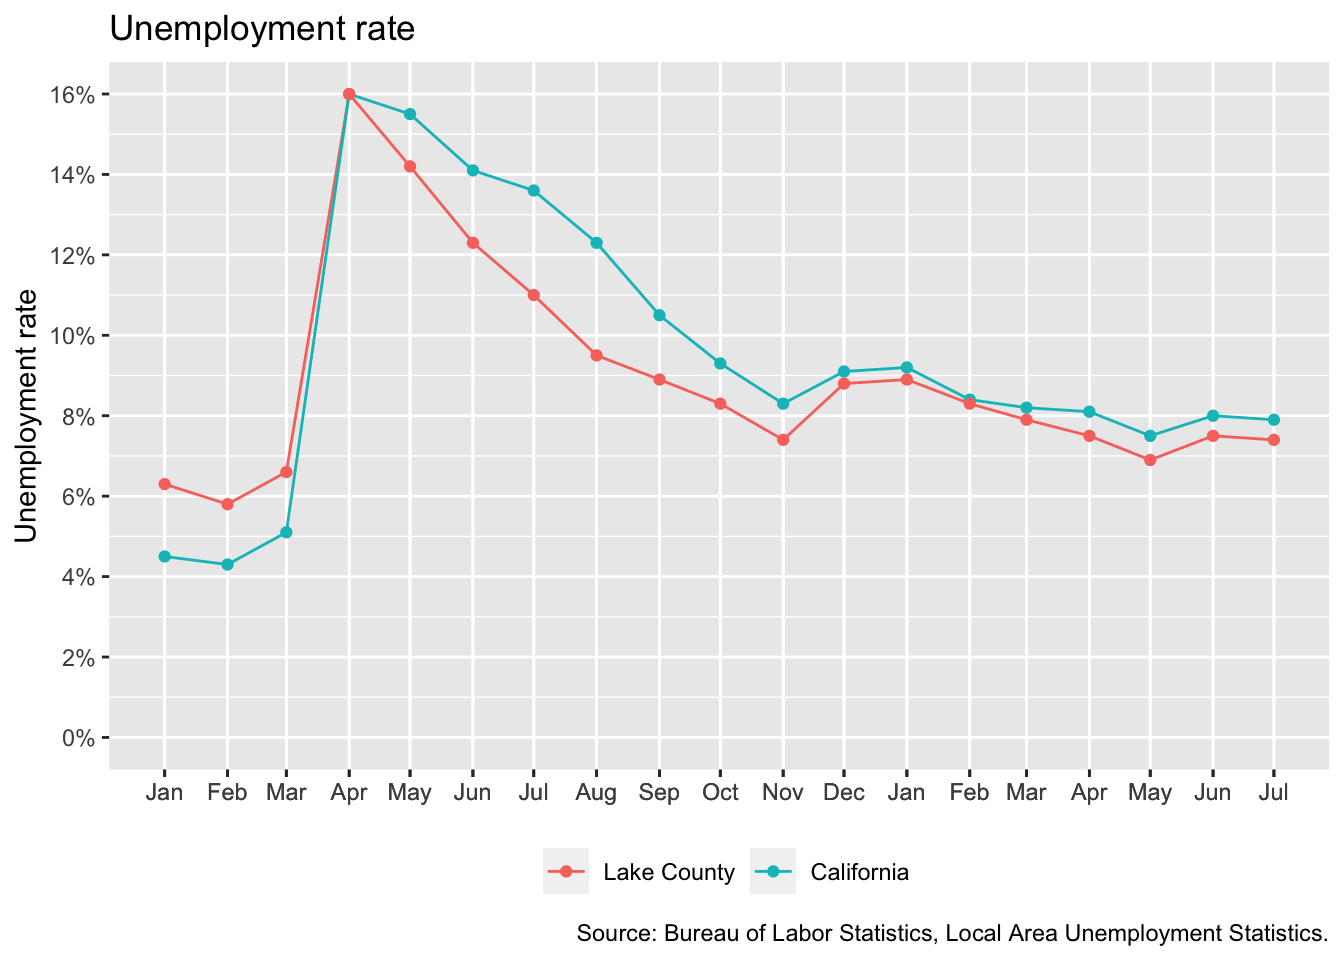 Unemployment rate
Unemployment rate
16%
14%
12%
10%
8%
6%
4%
2%
0%
Jan Feb Mar Apr May Jun Jul Aug Sep Oct Nov Dec Jan Feb Mar Apr May Jun Jul
Lake County California
Source: Bureau of Labor Statistics, Local Area Unemployment Statistics.